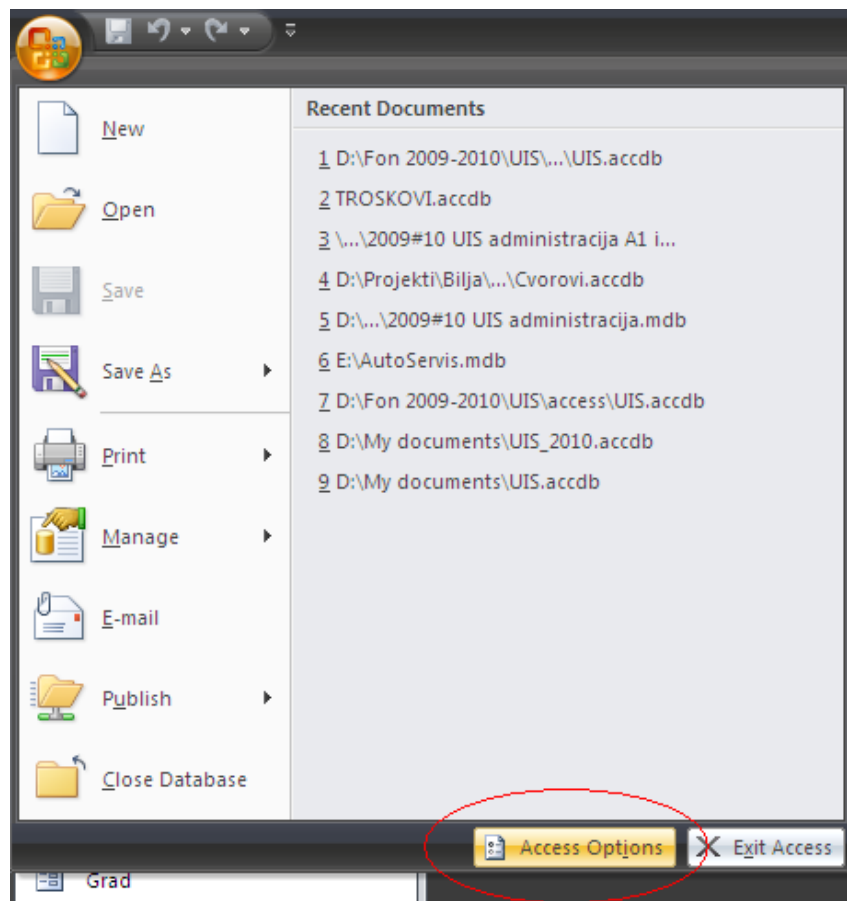 New
Open
Save
Save As
Print
Manage
E-mail
Publish
Close Database
Recent Documents
1 D:\Fon 2009-2010\UIS\...\UIS.accdb
2 TROSKOVI.accdb
3 \...\2009#10 UIS administracija A1 i...
4 D:\Projekti\Bilja\...\Cvorovi.accdb
5 D:\...\2009#10 UIS administracija.mdb
6 E:\AutoServis.mdb
7 D:\Fon 2009-2010\UIS\access\UIS.accdb
8 D:\My documents\UIS_2010.accdb
9 D:\My documents\UIS.accdb
Access Options
Exit Access
Grad